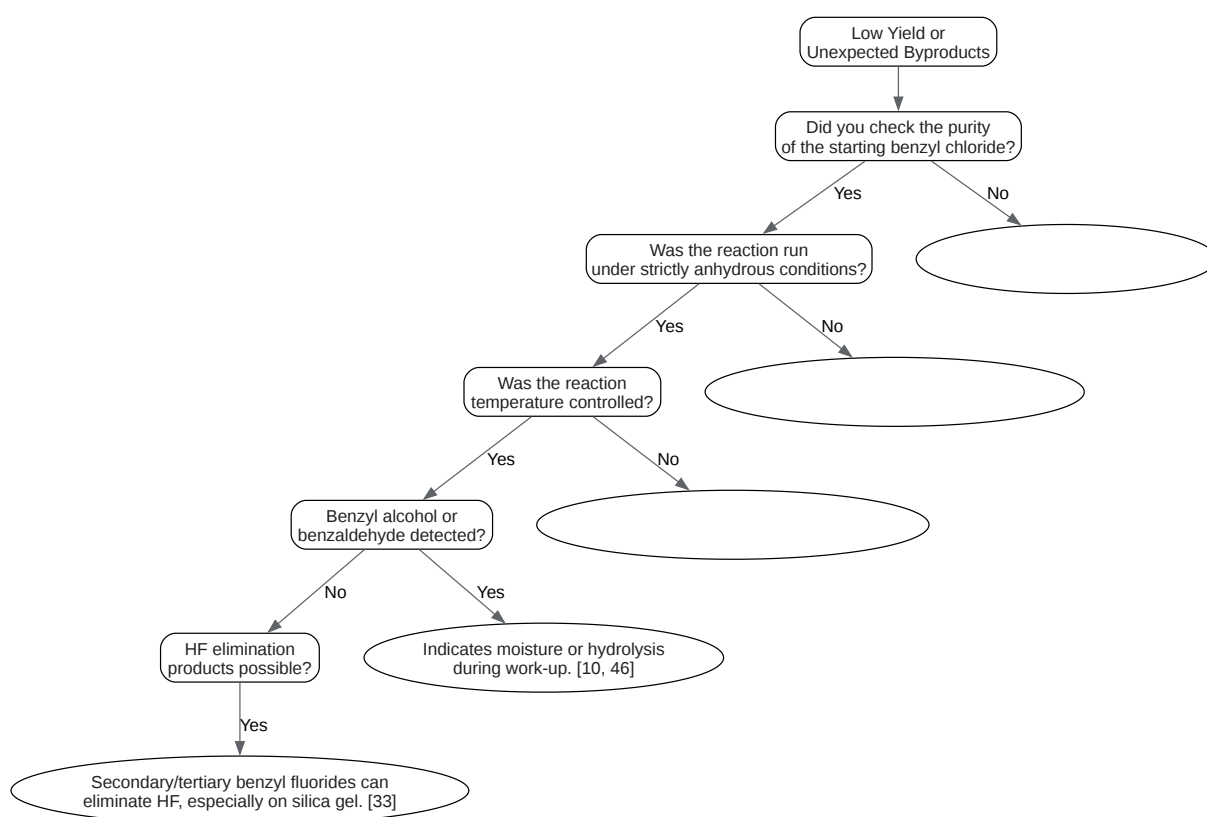 Low Yield or
Unexpected Byproducts
Did you check the purity
of the starting benzyl chloride?
Yes
No
Was the reaction run
under strictly anhydrous conditions?
Yes
No
Was the reaction
temperature controlled?
Yes
No
Benzyl alcohol or
benzaldehyde detected?
No
Yes
HF elimination
products possible?
Indicates moisture or hydrolysis
during work-up. [10, 46]
Yes
Secondary/tertiary benzyl fluorides can
eliminate HF, especially on silica gel. [33]